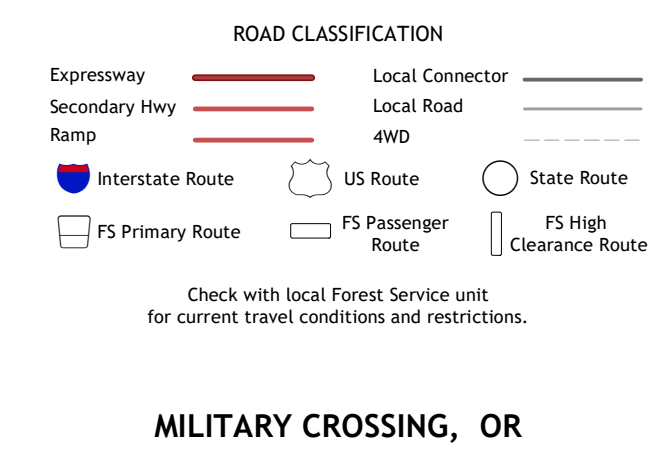 ROAD CLASSIFICATION
Expressway
Local Connector
Secondary Hwy
Local Road
Ramp
4WD
Interstate Route
US Route
State Route
FS Primary Route
FS Passenger
Route
FS High
Clearance Route
Check with local Forest Service unit
for current travel conditions and restrictions.
MILITARY CROSSING, OR